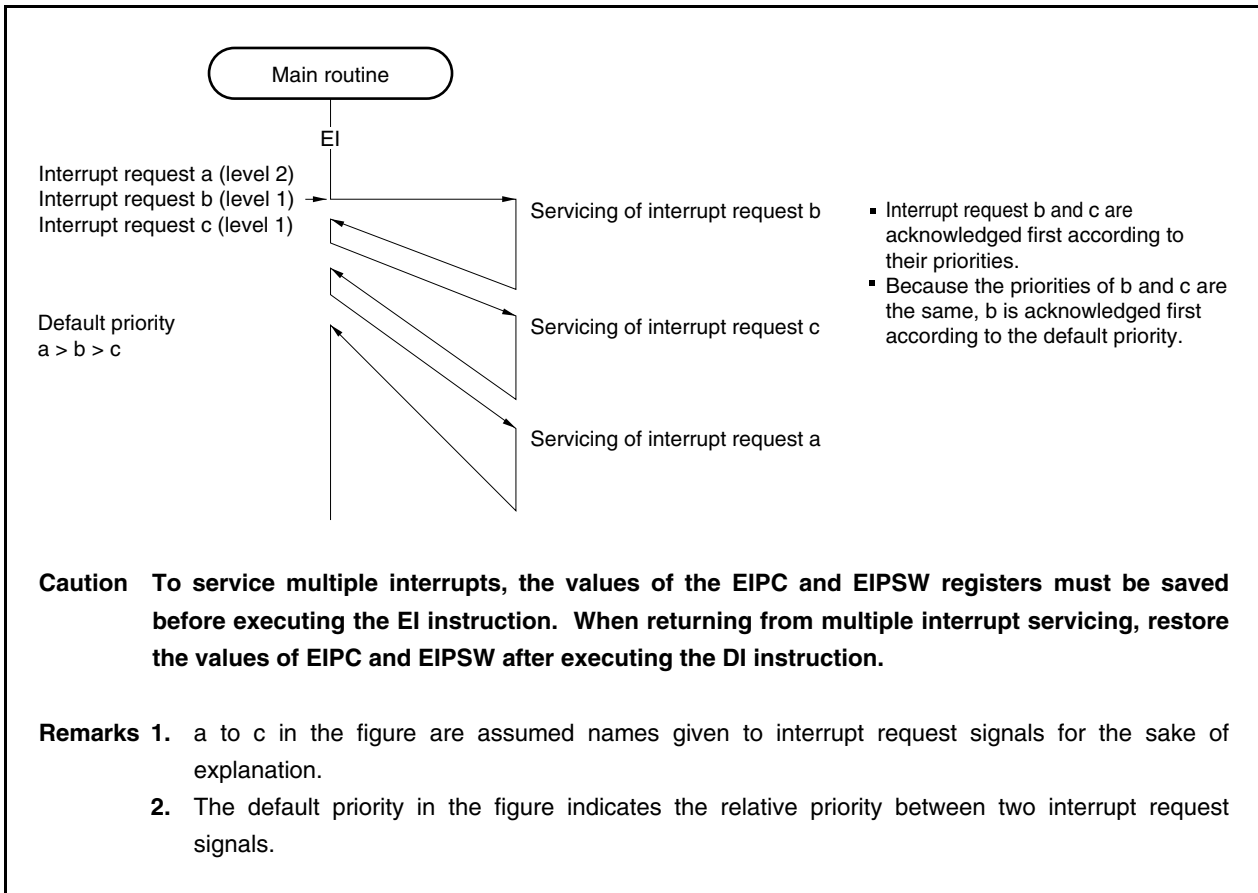 Main routine
EI
Interrupt request a (level 2)
Interrupt request b (level 1)
Interrupt request c (level 1)
Servicing of interrupt request b
▪ Interrupt request b and c are
acknowledged first according to
their priorities.
▪ Because the priorities of b and c are
the same, b is acknowledged first
according to the default priority.
Default priority
a > b > c
Servicing of interrupt request c
Servicing of interrupt request a
Caution To service multiple interrupts, the values of the EIPC and EIPSW registers must be saved
before executing the EI instruction. When returning from multiple interrupt servicing, restore
the values of EIPC and EIPSW after executing the DI instruction.
Remarks 1. a to c in the figure are assumed names given to interrupt request signals for the sake of
explanation.
2. The default priority in the figure indicates the relative priority between two interrupt request
signals.